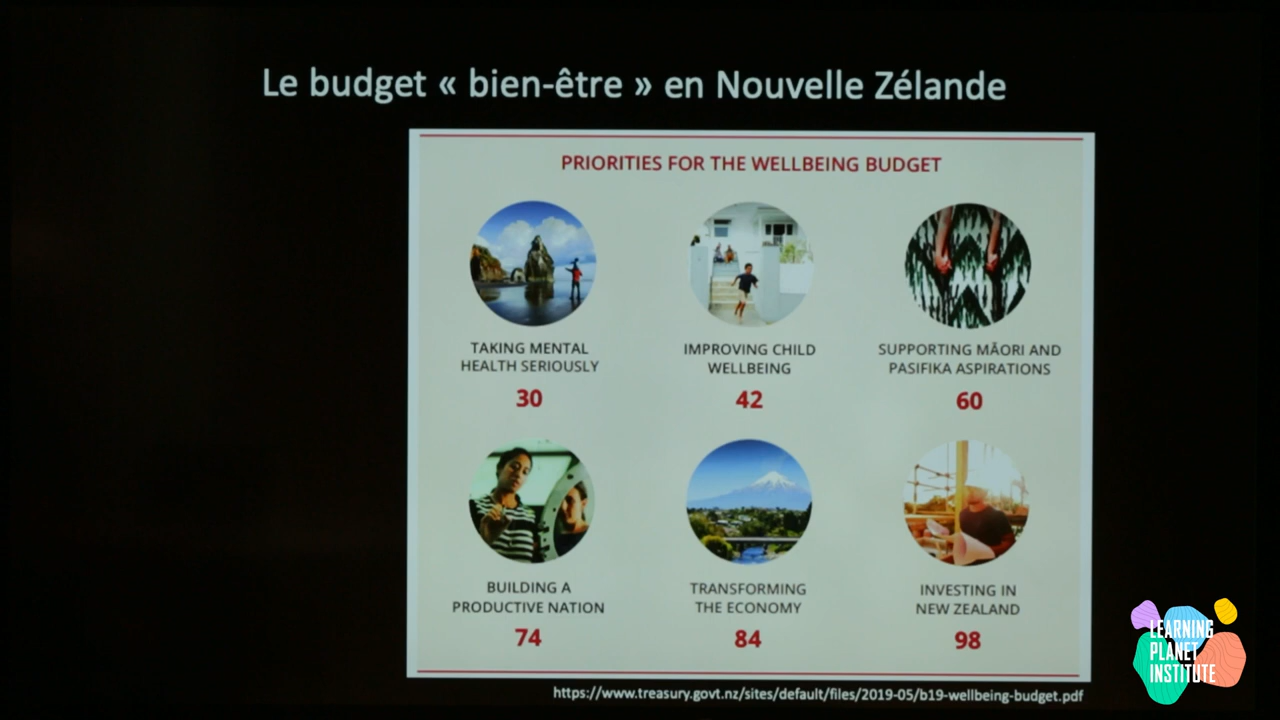 Le budget « bien-être » en Nouvelle Zélande
PRIORITIES FOR THE WELLBEING BUDGET
TAKING MENTAL
HEALTH SERIOUSLY
30
IMPROVING CHILD
WELLBEING
42
SUPPORTING MĀORI AND
PASIFIKA ASPIRATIONS
60
BUILDING A
PRODUCTIVE NATION
74
TRANSFORMING
THE ECONOMY
84
INVESTING IN
NEW ZEALAND
98
https://www.treasury.govt.nz/sites/default/files/2019-05/b19-wellbeing-budget.pdf
LEARNING
PLANET
INSTITUTE